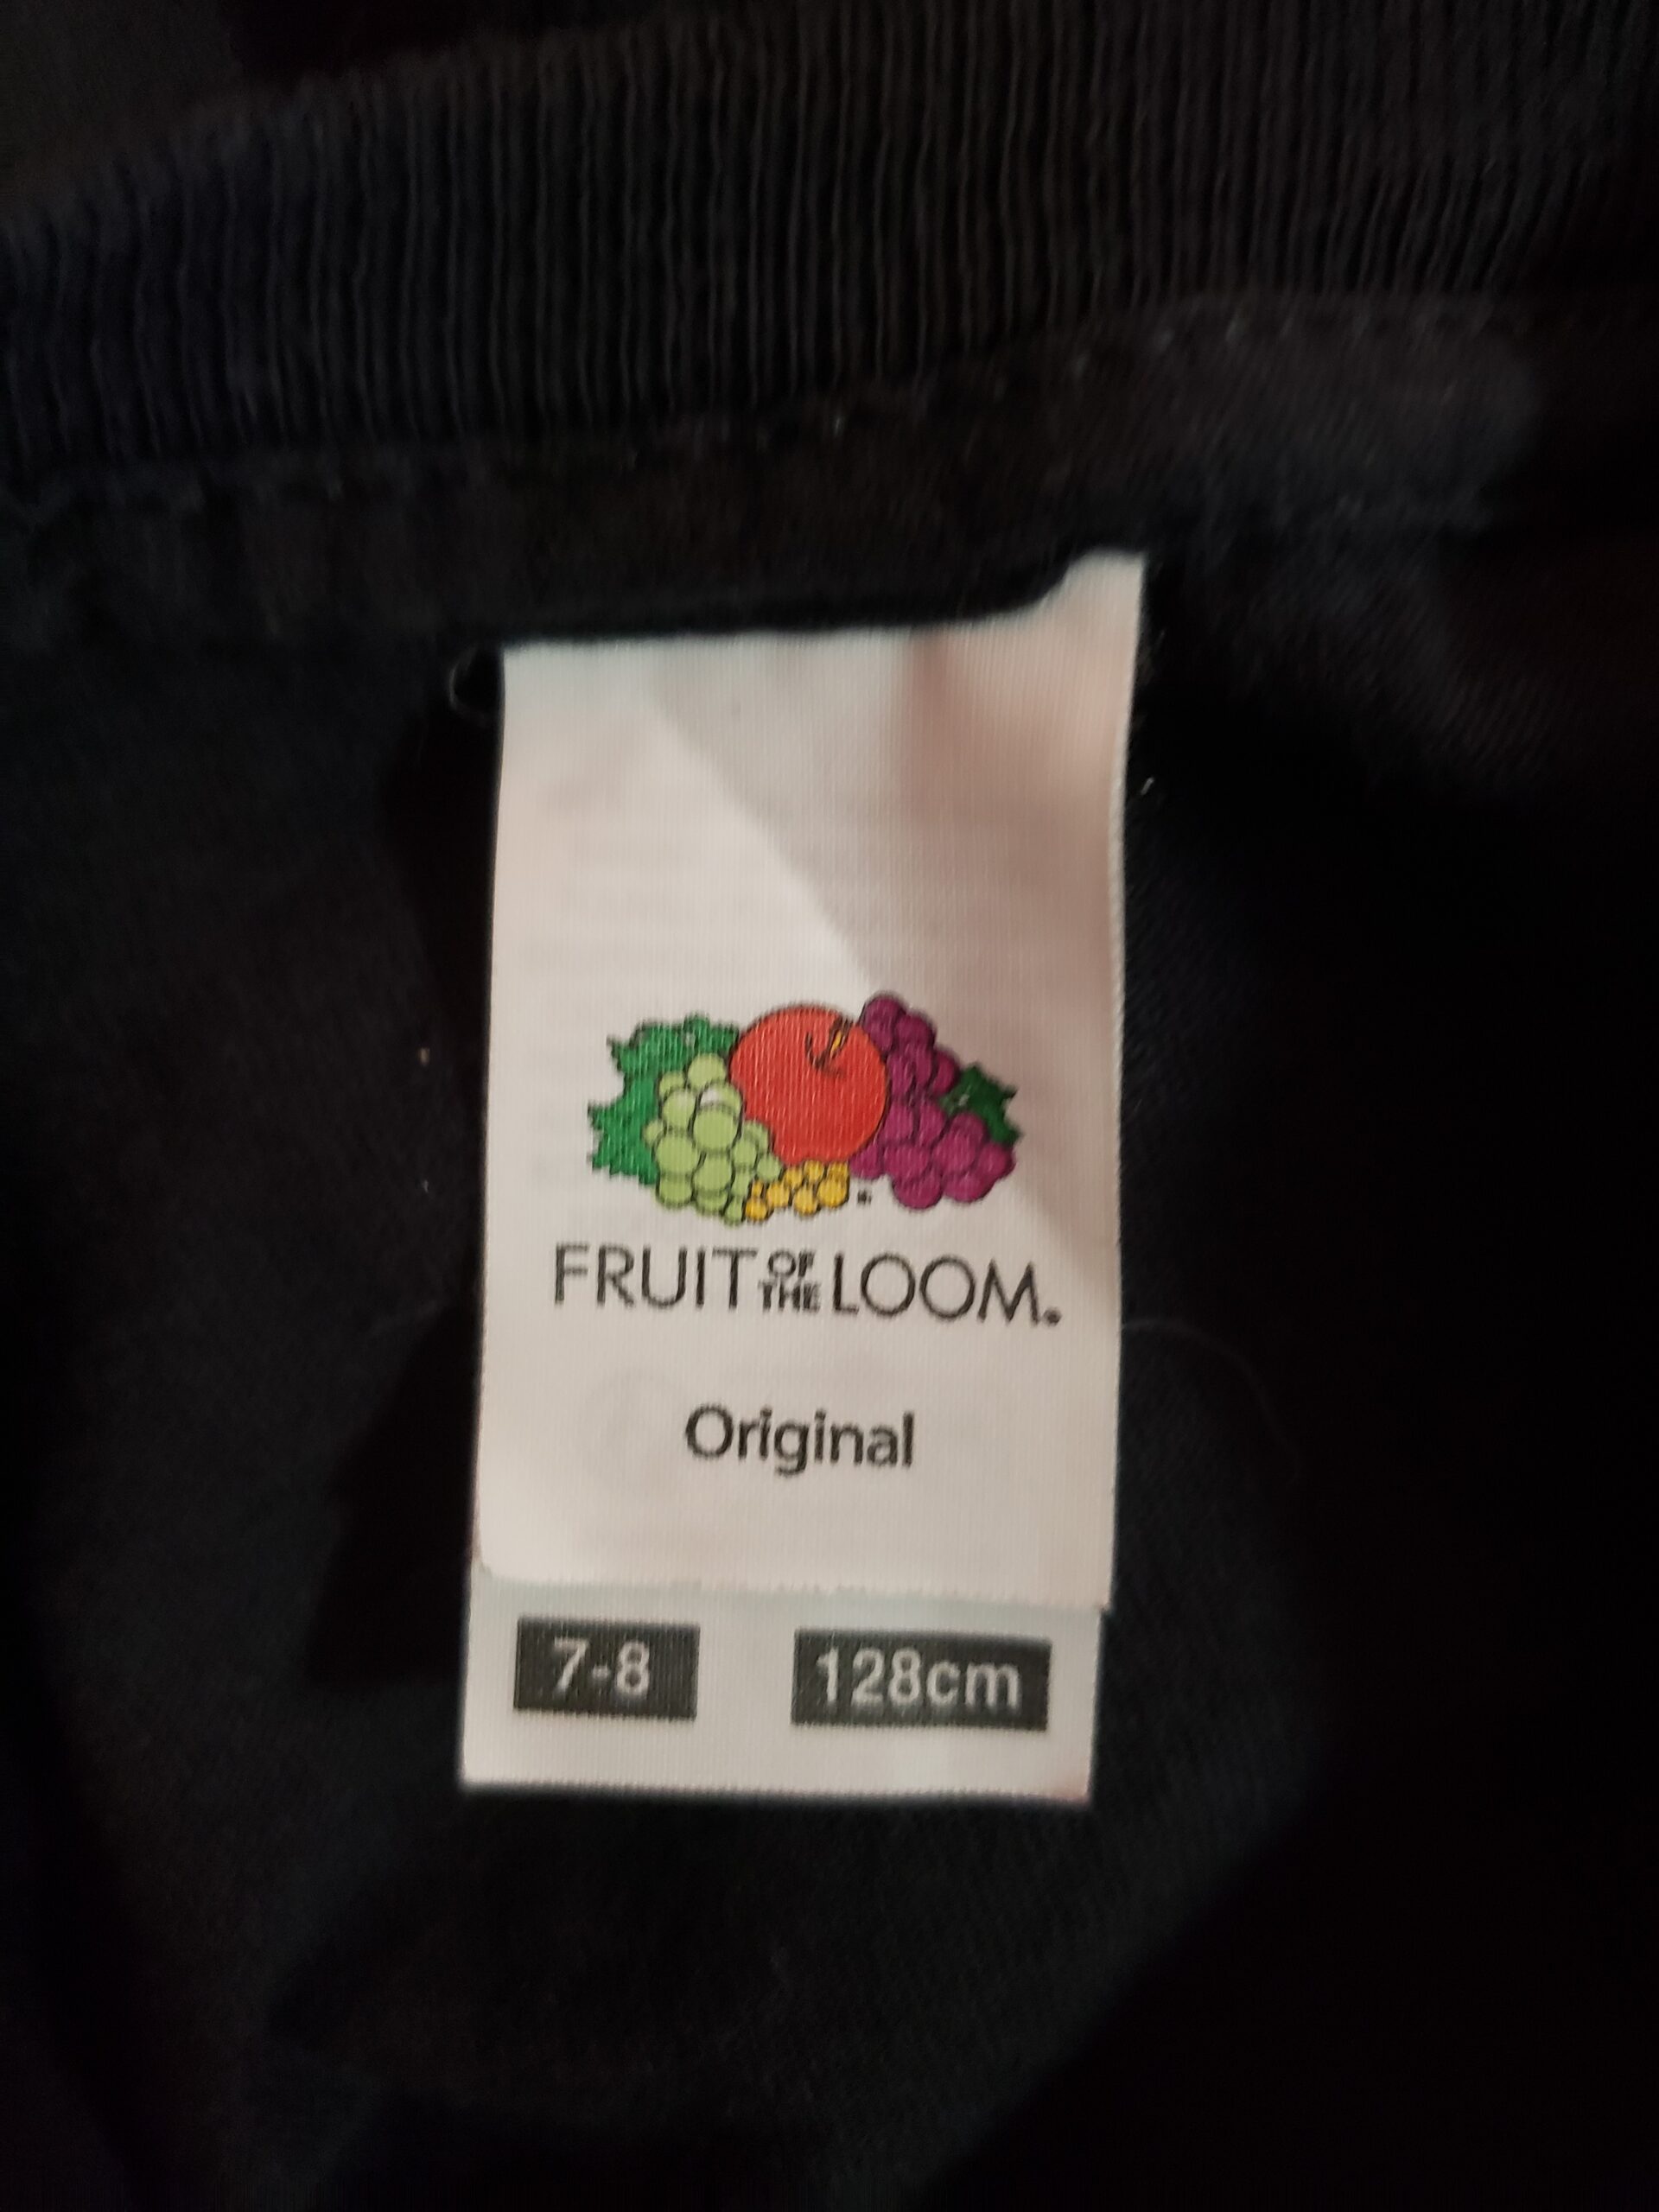 FRUIT OF THE LOOM.
Original
7-8 128cm